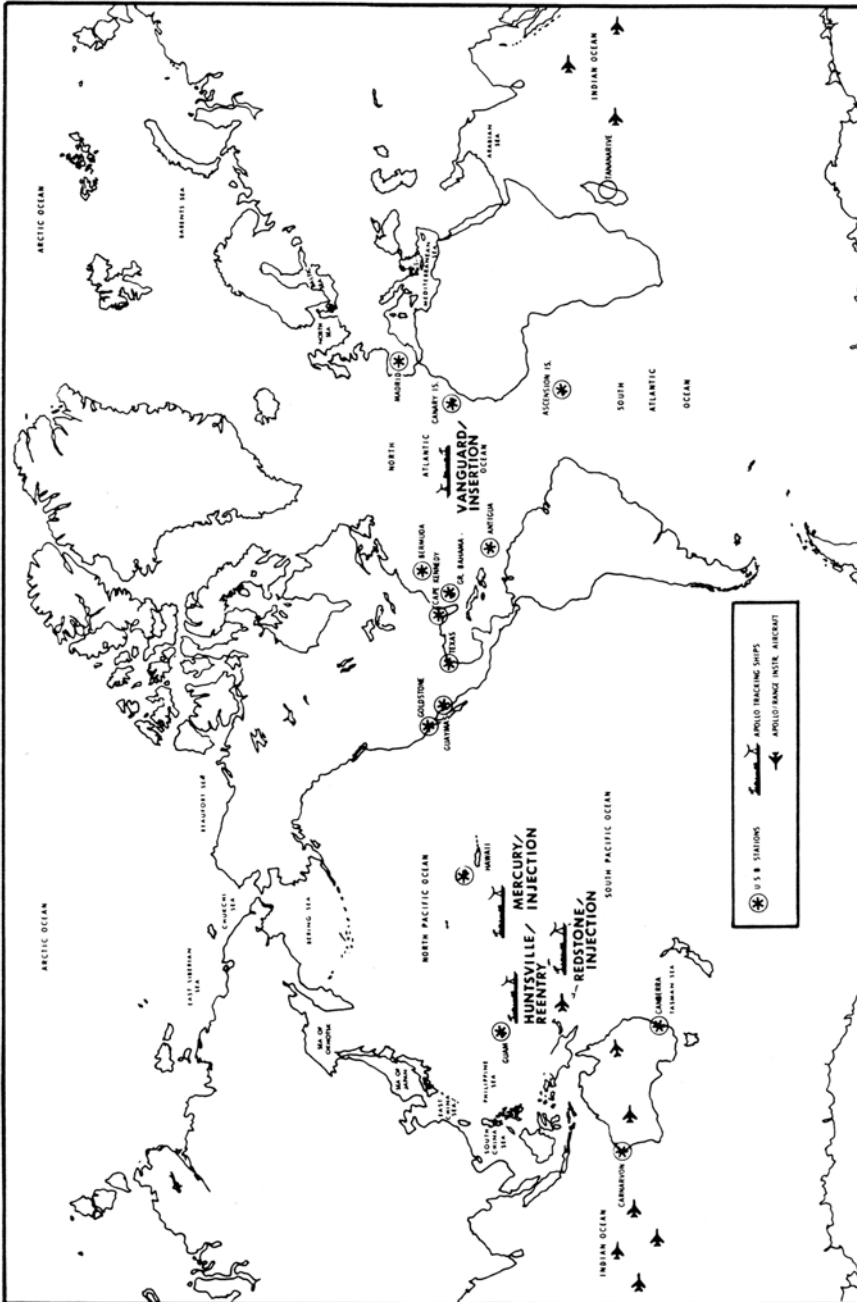 ARCTIC OCEAN
EAST SIBERIAN
SEA
CHURCHI
SEA
BEAUFORT SEA
BERING SEA
SEA OF
OKHOTSK
SEA OF
JAPAN
EAST
CHINA
SEA
SOUTH
CHINA
SEA
PHILIPPINE
SEA
GUAM
NORTH PACIFIC OCEAN
HAWAII
HUNTSVILLE/
REENTRY
MERCURY/
INJECTION
REDSTONE/
INJECTION
SOUTH PACIFIC OCEAN
CARNARVON
INDIAN OCEAN
CANBERRA
TASMAN SEA
GOLDSTONE
GUAYMAS
TEXAS
CAPE KENNEDY
BERMUDA
GR. BAHAMA
ANTIGUA
NORTH
ATLANTIC
OCEAN
VANGUARD/
INSERTION
MADRID
CANARY IS.
ASCENSION IS.
SOUTH
ATLANTIC
OCEAN
ARCTIC OCEAN
BARENTS SEA
BALTIC
SEA
NORTH
SEA
MEDITERRANEAN
SEA
ARABIAN
SEA
INDIAN OCEAN
TANANARIVE
U S B STATIONS
APOLLO TRACKING SHIPS
APOLLO/RANGE INSTR. AIRCRAFT